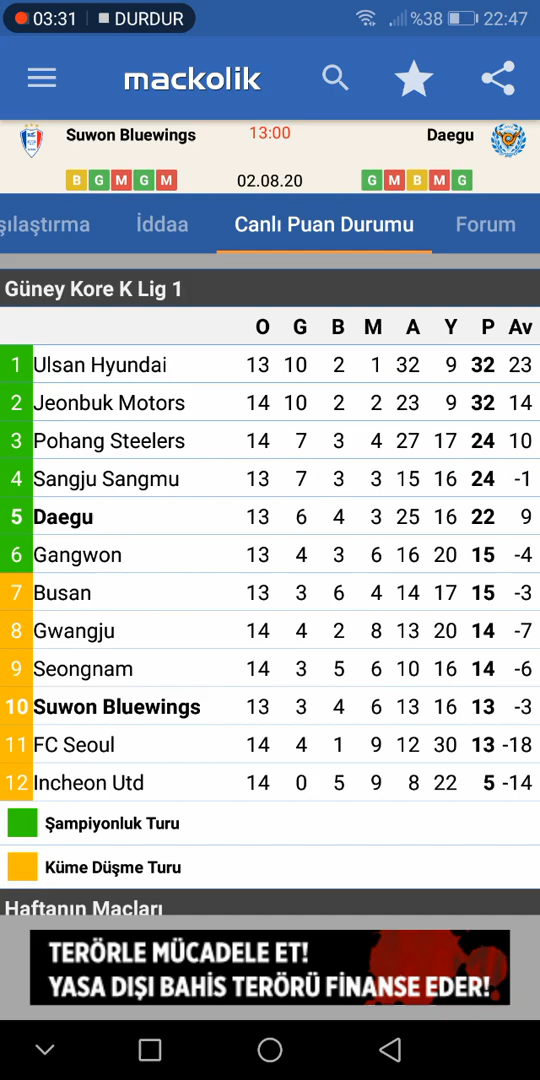 03:31 DURDUR %38 22:47
mackolik
Suwon Bluewings 13:00 Daegu
B G M G M 02.08.20 G M B M G
şılaştırma İddaa Canlı Puan Durumu Forum
Güney Kore K Lig 1
O G B M A Y P Av
1 Ulsan Hyundai 13 10 2 1 32 9 32 23
2 Jeonbuk Motors 14 10 2 2 23 9 32 14
3 Pohang Steelers 14 7 3 4 27 17 24 10
4 Sangju Sangmu 13 7 3 3 15 16 24 -1
5 Daegu 13 6 4 3 25 16 22 9
6 Gangwon 13 4 3 6 16 20 15 -4
7 Busan 13 3 6 4 14 17 15 -3
8 Gwangju 14 4 2 8 13 20 14 -7
9 Seongnam 14 3 5 6 10 16 14 -6
10 Suwon Bluewings 13 3 4 6 13 16 13 -3
11 FC Seoul 14 4 1 9 12 30 13 -18
12 Incheon Utd 14 0 5 9 8 22 5 -14
Şampiyonluk Turu
Küme Düşme Turu
Haftanın Maçları
TERÖRLE MÜCADELE ET!
YASA DIŞI BAHİS TERÖRÜ FİNANSE EDER!